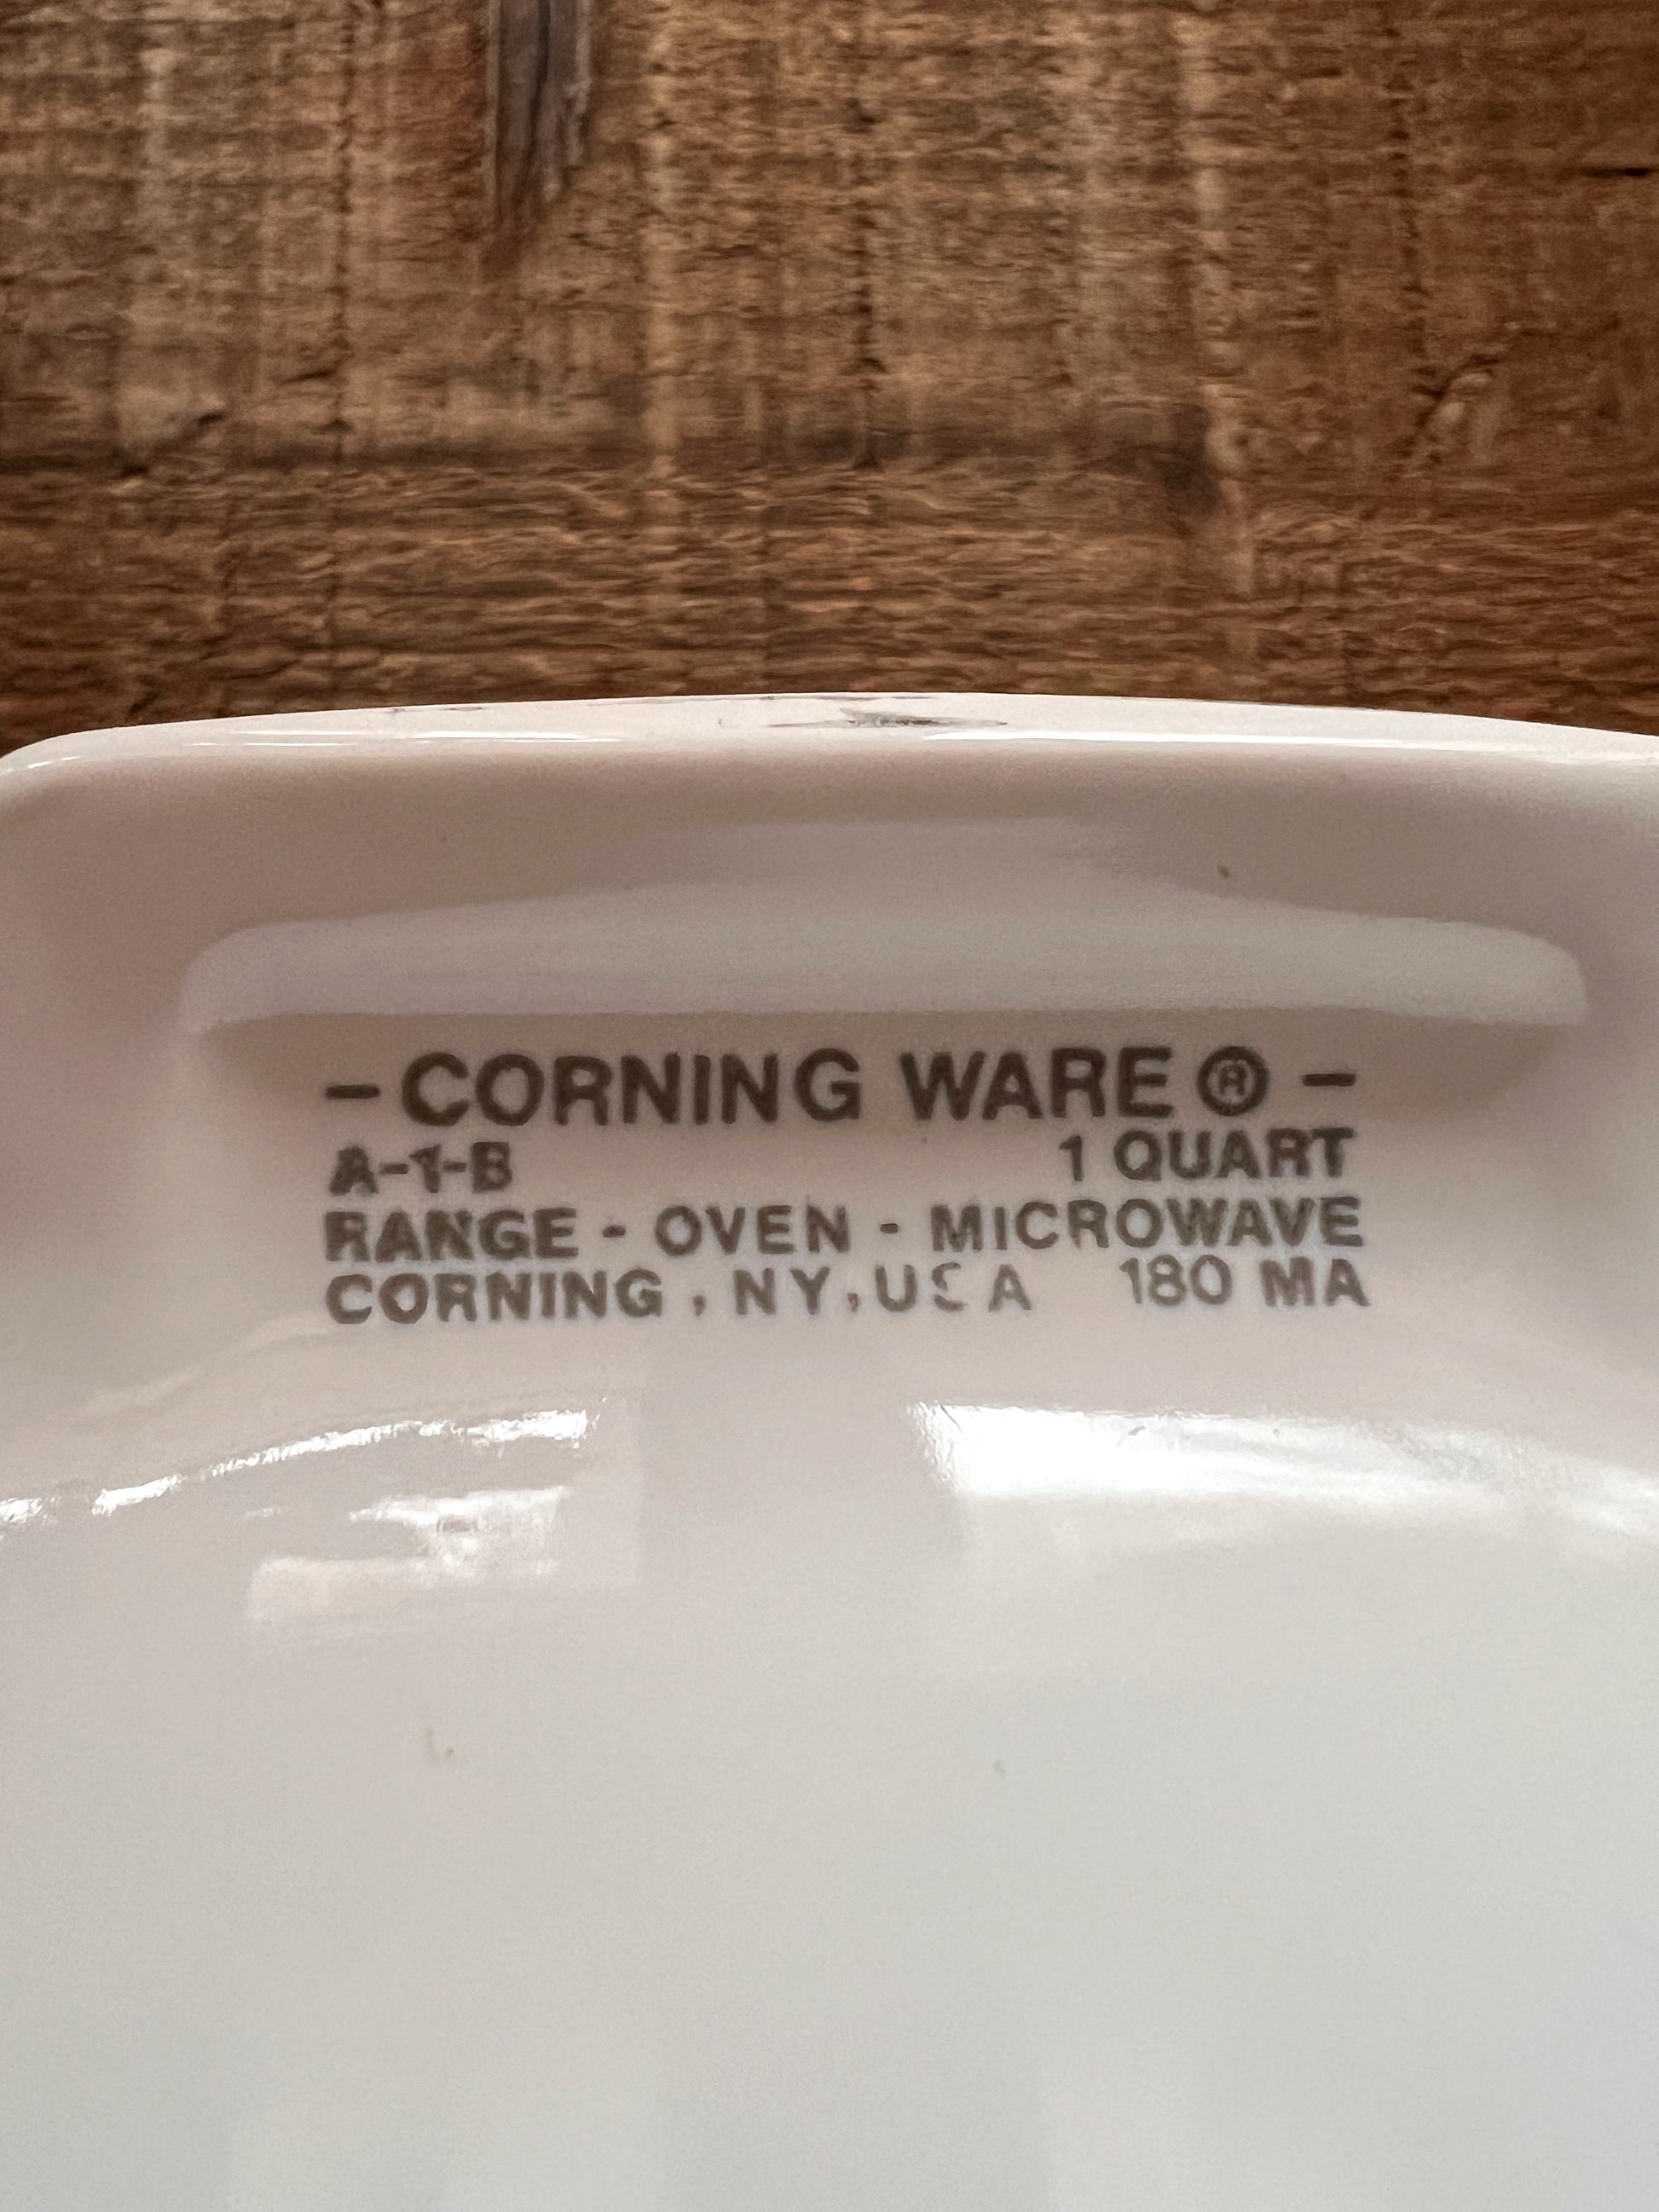 - CORNING WARE ® -
A-1-B 1 QUART
RANGE - OVEN - MICROWAVE
CORNING, NY, USA 180 MA